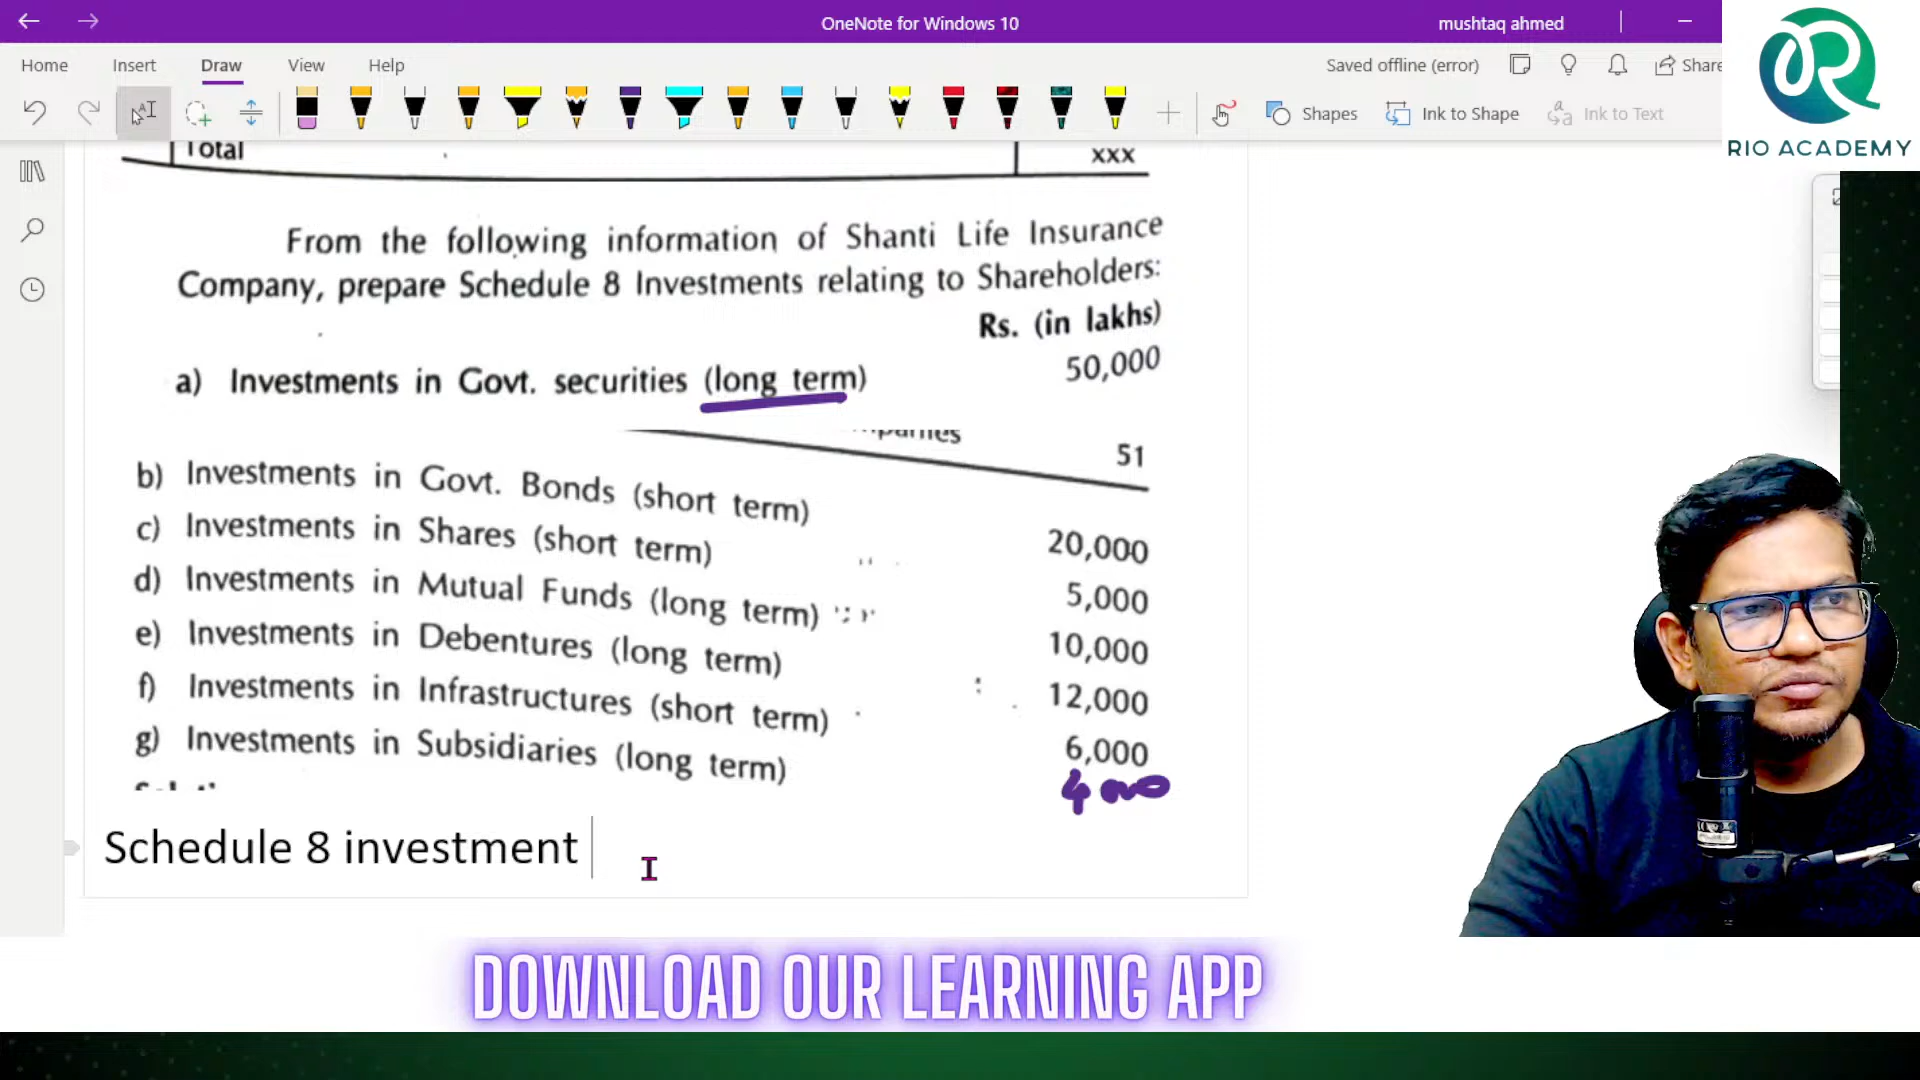 OneNote for Windows 10
mushtaq ahmed
Home Insert Draw View Help
Saved offline (error) Share
Shapes Ink to Shape Ink to Text
RIO ACADEMY
Total xxx
From the following information of Shanti Life Insurance
Company, prepare Schedule 8 Investments relating to Shareholders:
Rs. (in lakhs)
a) Investments in Govt. securities (long term) 50,000
51
b) Investments in Govt. Bonds (short term) 20,000
c) Investments in Shares (short term) 5,000
d) Investments in Mutual Funds (long term) 10,000
e) Investments in Debentures (long term) 12,000
f) Investments in Infrastructures (short term) 6,000
g) Investments in Subsidiaries (long term) 4000
Schedule 8 investment
DOWNLOAD OUR LEARNING APP